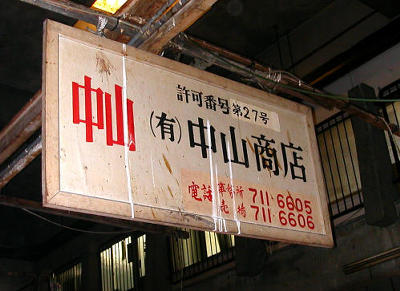 許可番号第27号
中山
(有)中山商店
電話 事務所 711-6605
売場 711-6606